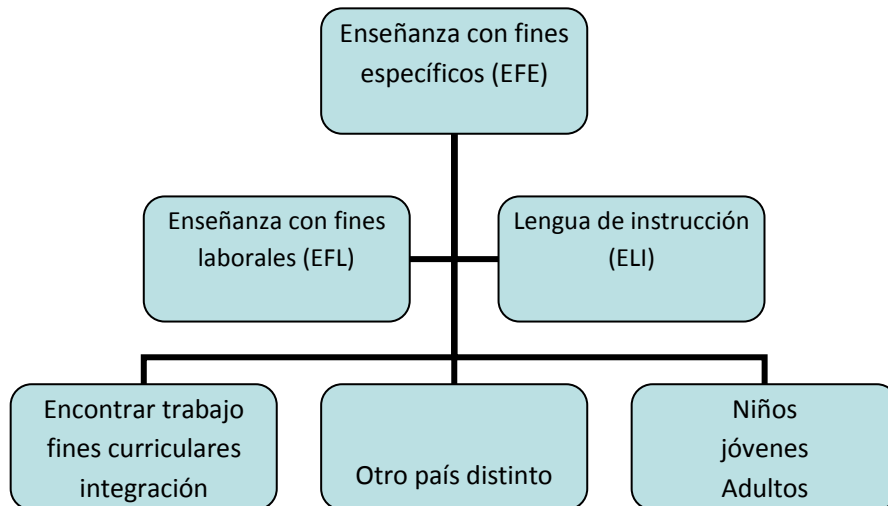 Enseñanza con fines
específicos (EFE)
Enseñanza con fines
laborales (EFL)
Lengua de instrucción
(ELI)
Encontrar trabajo
fines curriculares
integración
Otro país distinto
Niños
jóvenes
Adultos